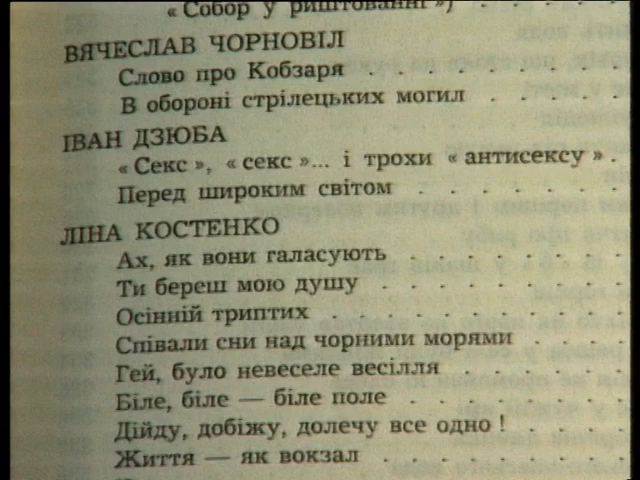 «Собор у риштованні») . . . .
ВЯЧЕСЛАВ ЧОРНОВІЛ
Слово про Кобзаря . . . . . . . . .
В обороні стрілецьких могил . . . . .
ІВАН ДЗЮБА
«Секс», «секс»... і трохи «антисексу» .
Перед широким світом . . . . . . . .
ЛІНА КОСТЕНКО
Ах, як вони галасують
Ти береш мою душу . . . . . . . .
Осінній триптих . . . . . . . . . .
Співали сни над чорними морями . . .
Гей, було невеселе весілля . . . . . .
Біле, біле — біле поле . . . . . . .
Дійду, добіжу, долечу все одно! . . . .
Життя — як вокзал . . . . . . . .